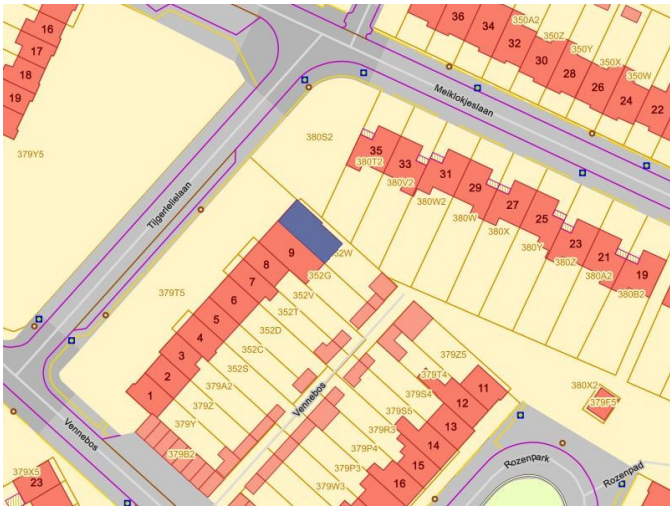 36
34
32
30
28
26
24
22
350A2
350Z
350Y
350X
350W
16
17
18
19
379Y5
Meiklokjeslaan
380S2
35
33
31
29
27
25
23
21
19
380T2
380V2
380W2
380W
380X
380Y
380Z
380A2
380B2
Tijgerlelielaan
9
8
7
6
5
4
3
2
1
352G
352V
352T
352D
352C
352S
379A2
379Z
379Y
379B2
379T5
Vennebos
Vennebos
379Z5
379T4
379S4
379S5
379R3
379P4
379P3
379W3
11
12
13
14
15
16
380X2
379E5
Rozenpark
Rozenpad
379X5
23